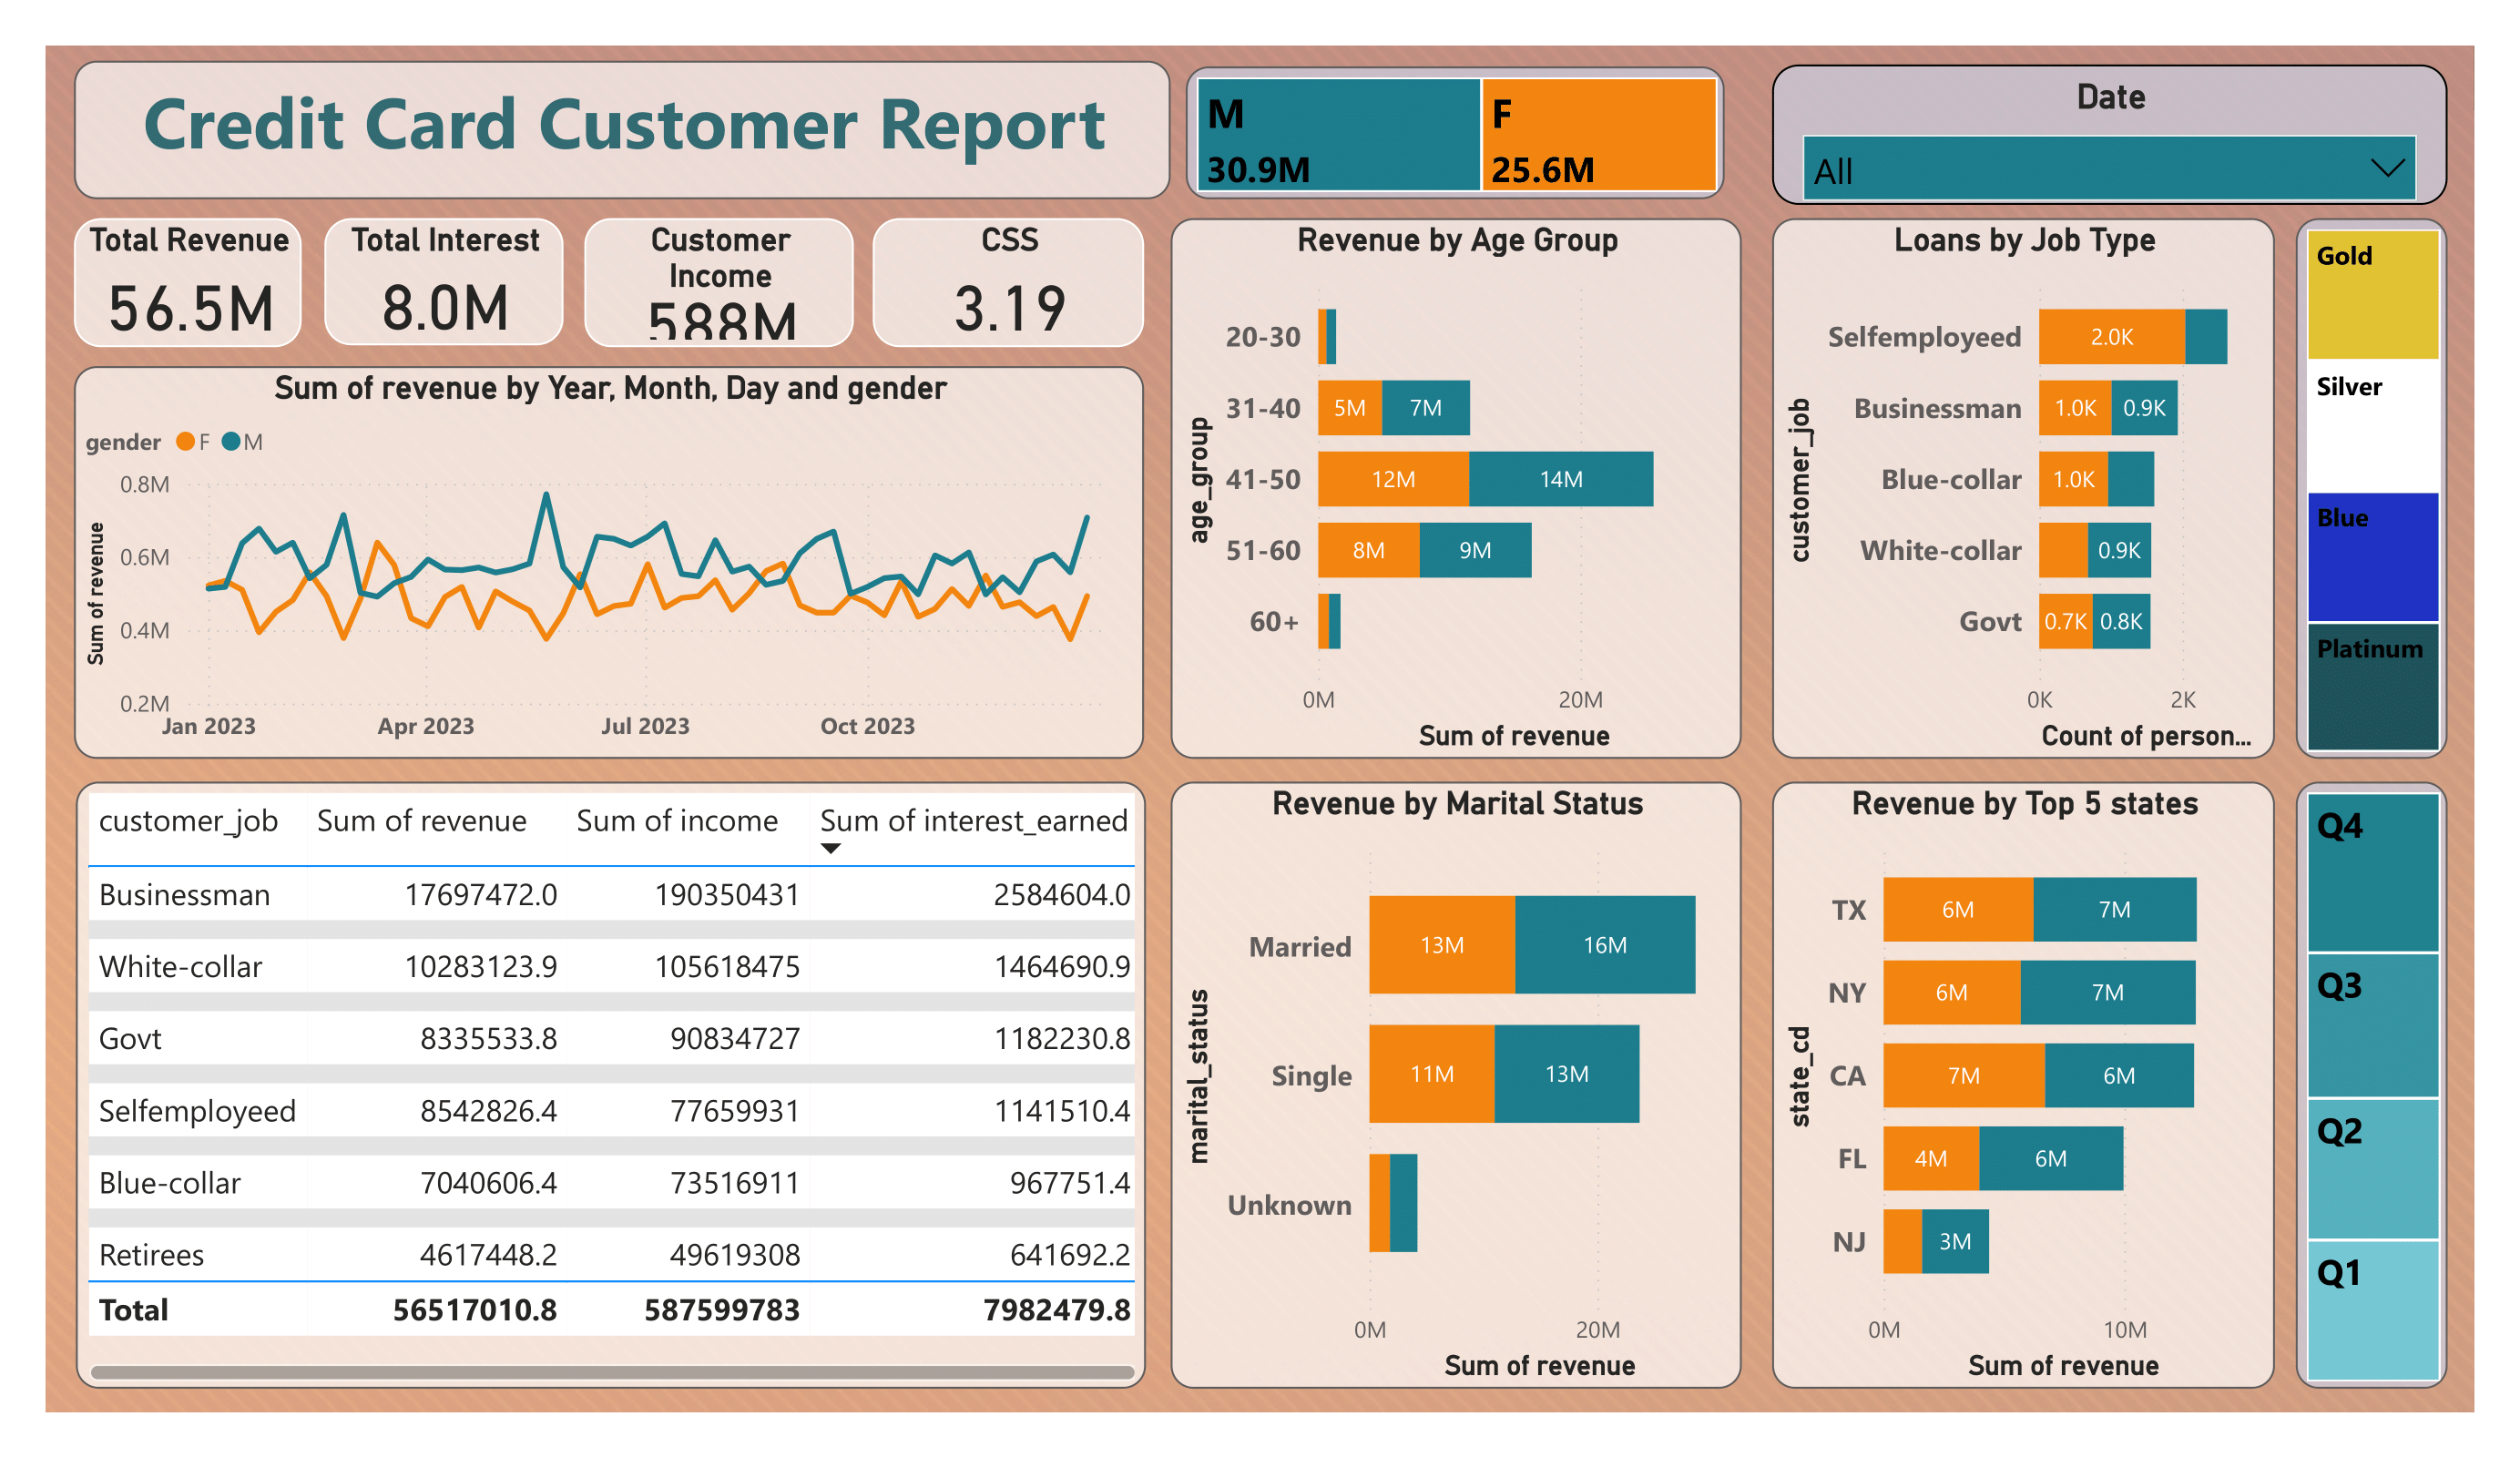 Credit Card Customer Report
M
30.9M
F
25.6M
Date
All
Total Revenue
56.5M
Total Interest
8.0M
Customer
Income
588M
CSS
3.19
Sum of revenue by Year, Month, Day and gender
gender F M
Sum of revenue
0.8M
0.6M
0.4M
0.2M
Jan 2023 Apr 2023 Jul 2023 Oct 2023
Revenue by Age Group
age_group
20-30
31-40 5M 7M
41-50 12M 14M
51-60 8M 9M
60+
0M 20M
Sum of revenue
Loans by Job Type
customer_job
Selfemployeed 2.0K
Businessman 1.0K 0.9K
Blue-collar 1.0K
White-collar 0.9K
Govt 0.7K 0.8K
0K 2K
Count of person...
Gold
Silver
Blue
Platinum
customer_job Sum of revenue Sum of income Sum of interest_earned
Businessman 17697472.0 190350431 2584604.0
White-collar 10283123.9 105618475 1464690.9
Govt 8335533.8 90834727 1182230.8
Selfemployeed 8542826.4 77659931 1141510.4
Blue-collar 7040606.4 73516911 967751.4
Retirees 4617448.2 49619308 641692.2
Total 56517010.8 587599783 7982479.8
Revenue by Marital Status
marital_status
Married 13M 16M
Single 11M 13M
Unknown
0M 20M
Sum of revenue
Revenue by Top 5 states
state_cd
TX 6M 7M
NY 6M 7M
CA 7M 6M
FL 4M 6M
NJ 3M
0M 10M
Sum of revenue
Q4
Q3
Q2
Q1